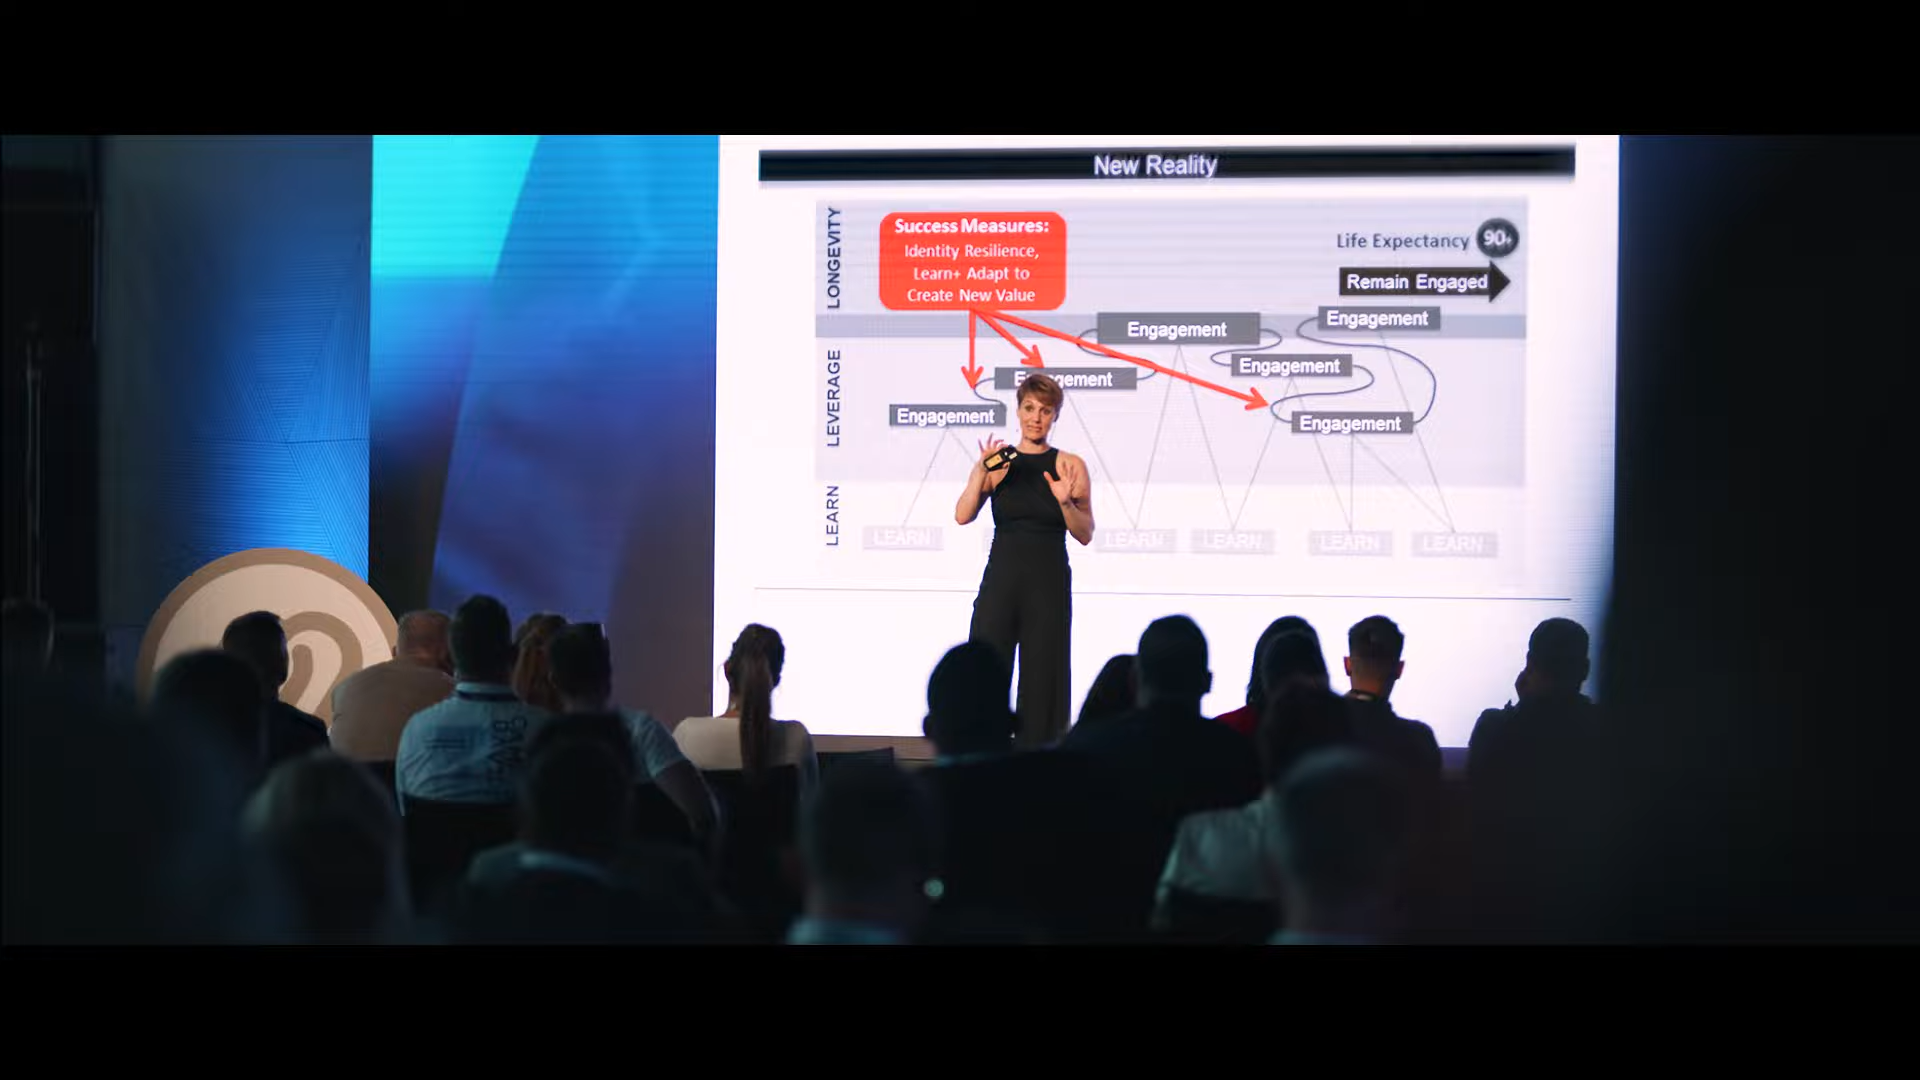 New Reality
LONGEVITY
Success Measures:
Identity Resilience,
Learn+ Adapt to
Create New Value
Life Expectancy 90+
Remain Engaged
Engagement
Engagement
Engagement
LEVERAGE
Engagement
Engagement
Engagement
LEARN
LEARN
LEARN
LEARN
LEARN
LEARN